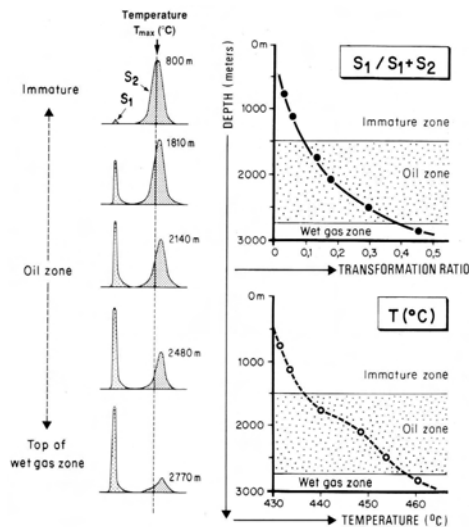 Temperature
Tmax (°C)
800 m
Immature
S2
S1
1810m
2140 m
Oil zone
2480 m
Top of
wet gas zone
2770m
DEPTH (meters)
0m
1000
2000
3000
S1/S1+S2
Immature zone
Oil zone
Wet gas zone
0 0,1 0,2 0,3 0,4 0,5
TRANSFORMATION RATIO
0m
1000
2000
3000
T(°C)
Immature zone
Oil zone
Wet gas zone
430 440 450 460
TEMPERATURE (°C)